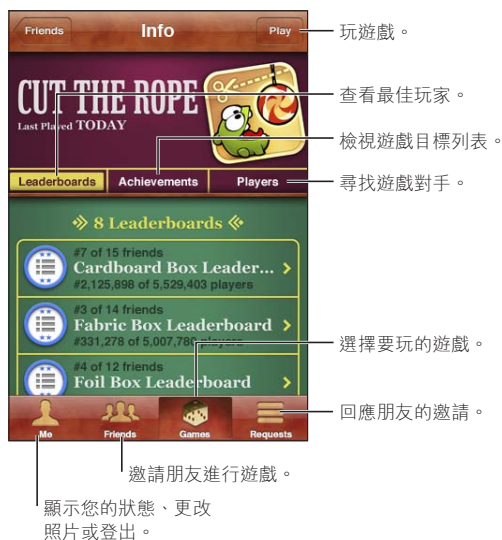 Friends
Info
Play
玩遊戲。
CUT THE ROPE
Last Played TODAY
查看最佳玩家。
檢視遊戲目標列表。
Leaderboards
Achievements
Players
尋找遊戲對手。
8 Leaderboards
#7 of 15 friends
Cardboard Box Leader...
#2,125,898 of 5,529,403 players
#3 of 14 friends
Fabric Box Leaderboard
#331,278 of 5,007,780 players
選擇要玩的遊戲。
#4 of 12 friends
Foil Box Leaderboard
Me
Friends
Games
Requests
回應朋友的邀請。
邀請朋友進行遊戲。
顯示您的狀態、更改
照片或登出。